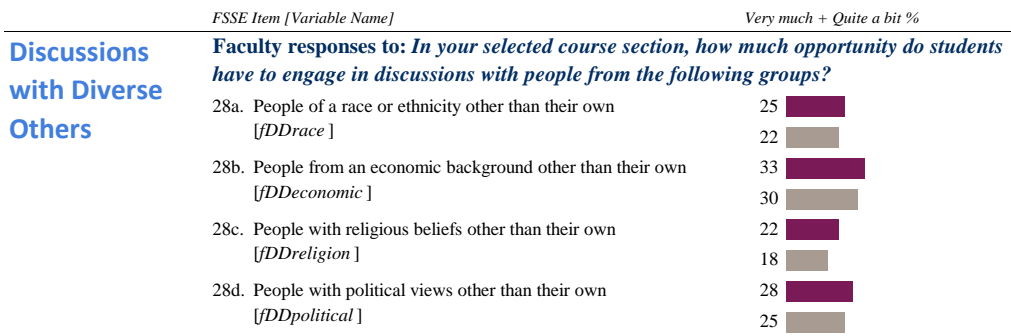 FSSE Item [Variable Name] Very much + Quite a bit %
Discussions with Diverse Others
Faculty responses to: In your selected course section, how much opportunity do students
have to engage in discussions with people from the following groups?
28a. People of a race or ethnicity other than their own 25
[fDDrace ] 22
28b. People from an economic background other than their own 33
[fDDeconomic ] 30
28c. People with religious beliefs other than their own 22
[fDDreligion ] 18
28d. People with political views other than their own 28
[fDDpolitical ] 25